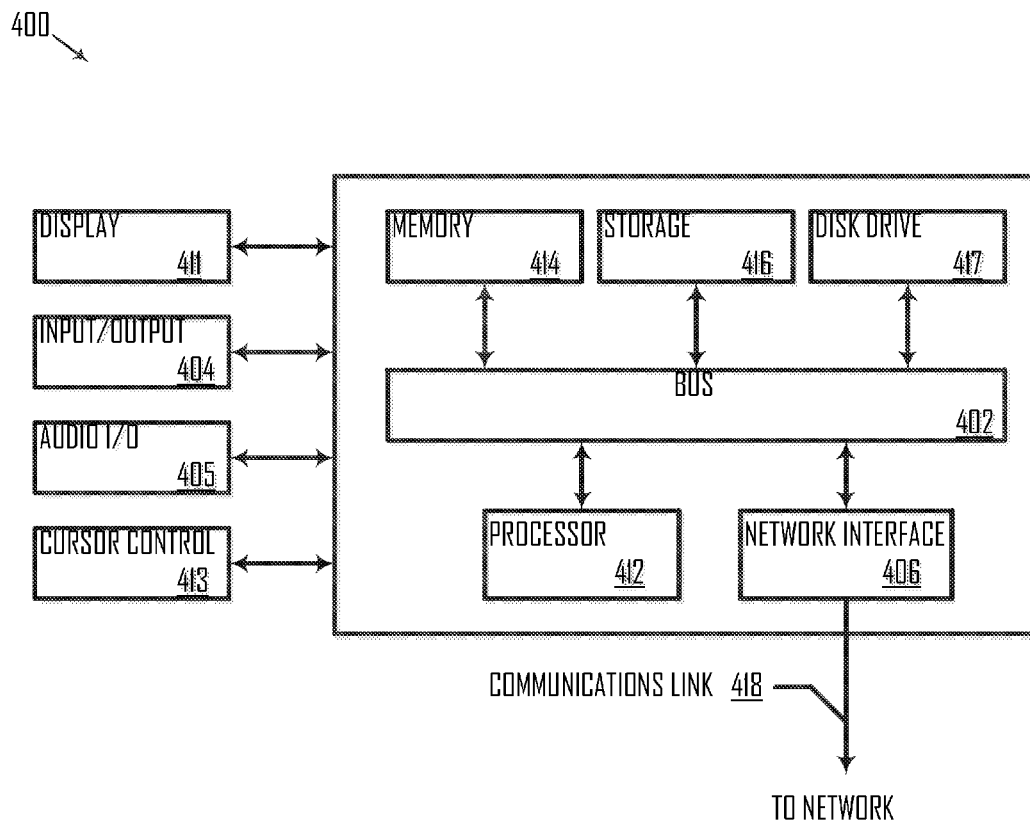 400
DISPLAY
411
MEMORY
414
STORAGE
416
DISK DRIVE
417
INPUT/OUTPUT
404
BUS
402
AUDIO I/O
405
CURSOR CONTROL
413
PROCESSOR
412
NETWORK INTERFACE
406
COMMUNICATIONS LINK 418
TO NETWORK